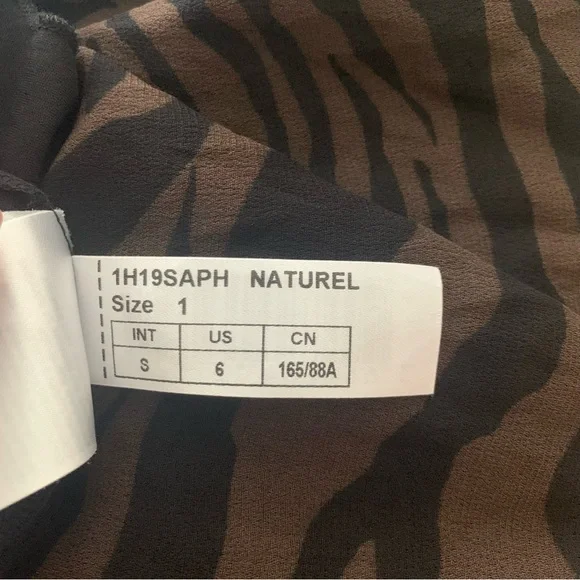 1H19SAPH NATUREL
Size 1
INT US CN
S 6 165/88A